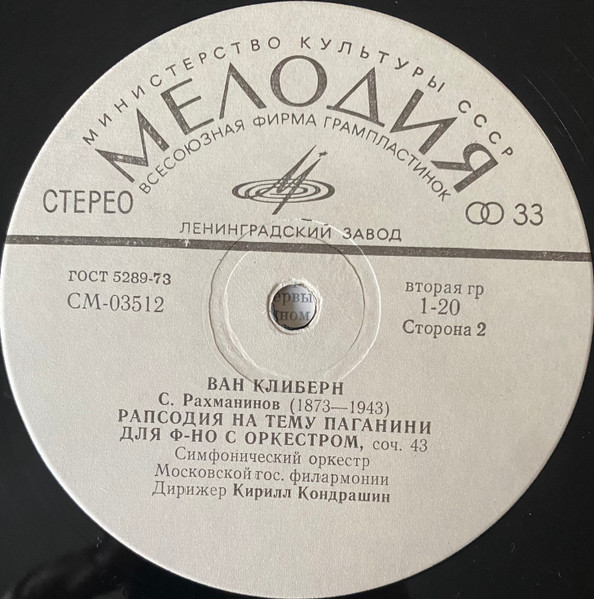 МИНИСТЕРСТВО КУЛЬТУРЫ СССР
МЕЛОДИЯ
ВСЕСОЮЗНАЯ ФИРМА ГРАМПЛАСТИНОК
СТЕРЕО
33
ЛЕНИНГРАДСКИЙ ЗАВОД
ГОСТ 5289-73
СМ-03512
вторая гр
1-20
Сторона 2
ВАН КЛИБЕРН
С. Рахманинов (1873—1943)
РАПСОДИЯ НА ТЕМУ ПАГАНИНИ
ДЛЯ Ф-НО С ОРКЕСТРОМ, соч. 43
Симфонический оркестр
Московской гос. филармонии
Дирижер Кирилл Кондрашин